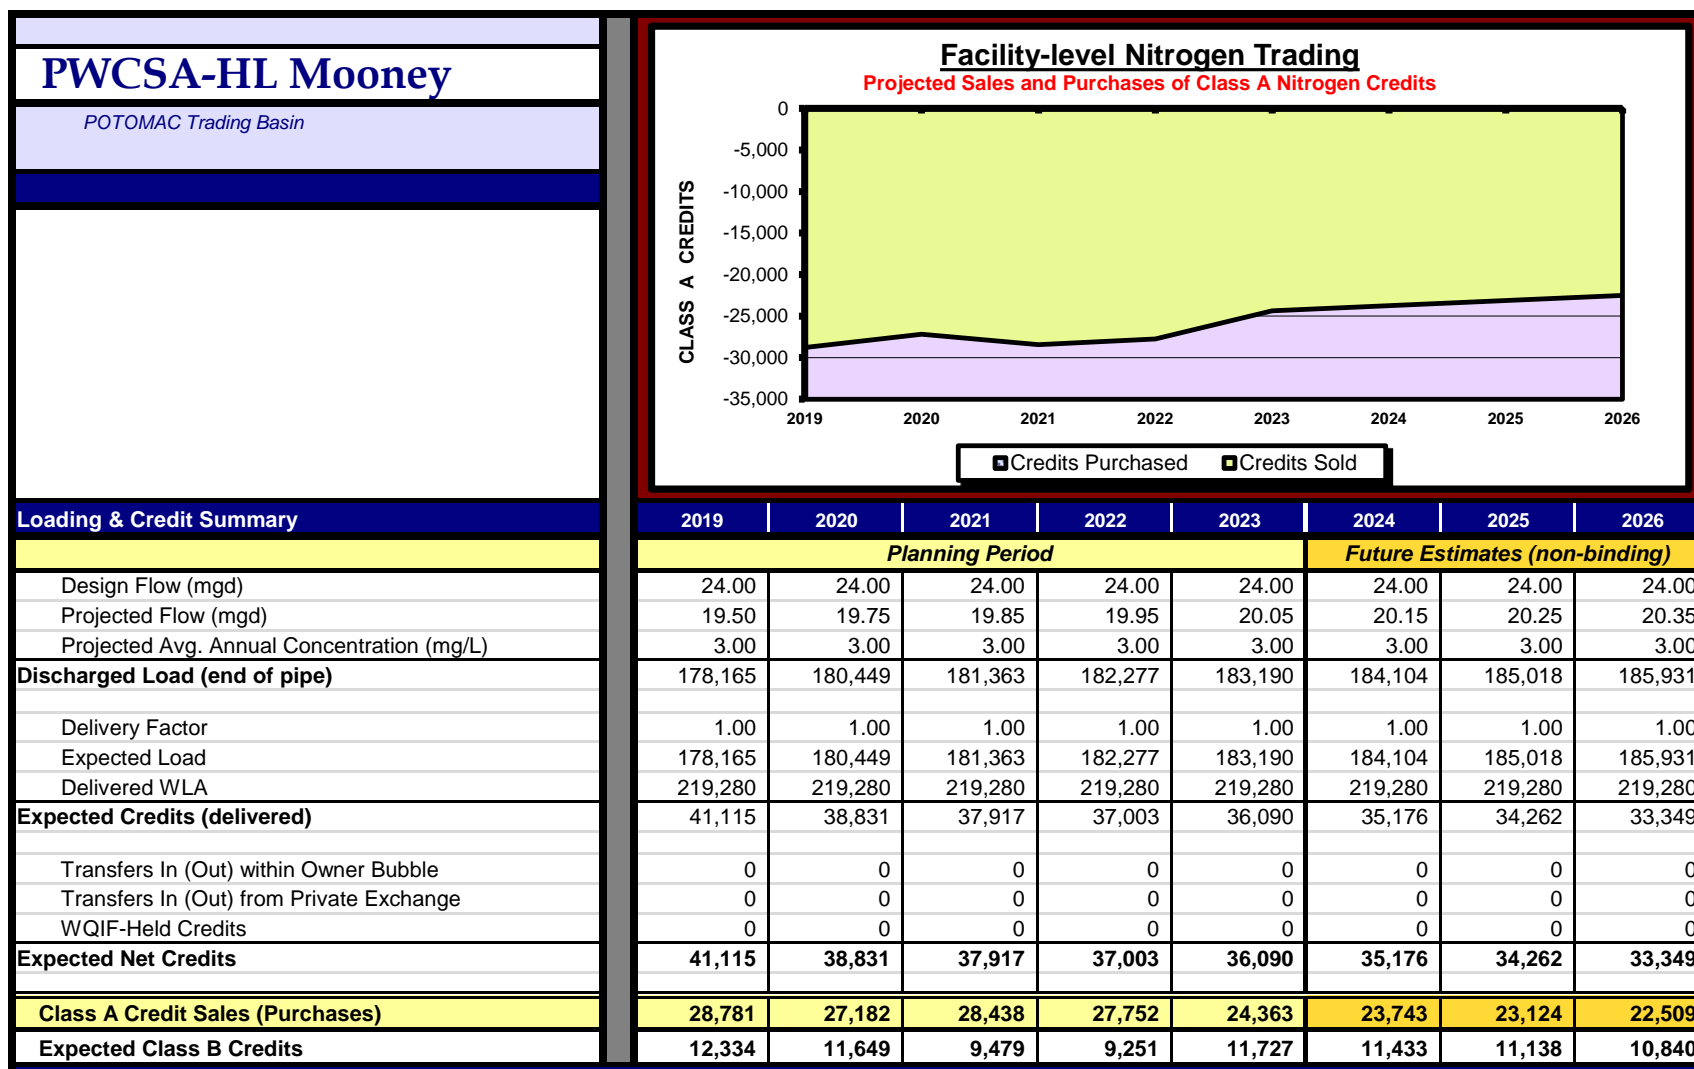 PWCSA-HL Mooney
POTOMAC Trading Basin
Facility-level Nitrogen Trading
Projected Sales and Purchases of Class A Nitrogen Credits
CLASS A CREDITS
0
-5,000
-10,000
-15,000
-20,000
-25,000
-30,000
-35,000
2019 2020 2021 2022 2023 2024 2025 2026
Credits Purchased Credits Sold
Loading & Credit Summary 2019 2020 2021 2022 2023 2024 2025 2026
Planning Period Future Estimates (non-binding)
Design Flow (mgd) 24.00 24.00 24.00 24.00 24.00 24.00 24.00 24.00
Projected Flow (mgd) 19.50 19.75 19.85 19.95 20.05 20.15 20.25 20.35
Projected Avg. Annual Concentration (mg/L) 3.00 3.00 3.00 3.00 3.00 3.00 3.00 3.00
Discharged Load (end of pipe) 178,165 180,449 181,363 182,277 183,190 184,104 185,018 185,931
Delivery Factor 1.00 1.00 1.00 1.00 1.00 1.00 1.00 1.00
Expected Load 178,165 180,449 181,363 182,277 183,190 184,104 185,018 185,931
Delivered WLA 219,280 219,280 219,280 219,280 219,280 219,280 219,280 219,280
Expected Credits (delivered) 41,115 38,831 37,917 37,003 36,090 35,176 34,262 33,349
Transfers In (Out) within Owner Bubble 0 0 0 0 0 0 0 0
Transfers In (Out) from Private Exchange 0 0 0 0 0 0 0 0
WQIF-Held Credits 0 0 0 0 0 0 0 0
Expected Net Credits 41,115 38,831 37,917 37,003 36,090 35,176 34,262 33,349
Class A Credit Sales (Purchases) 28,781 27,182 28,438 27,752 24,363 23,743 23,124 22,509
Expected Class B Credits 12,334 11,649 9,479 9,251 11,727 11,433 11,138 10,840